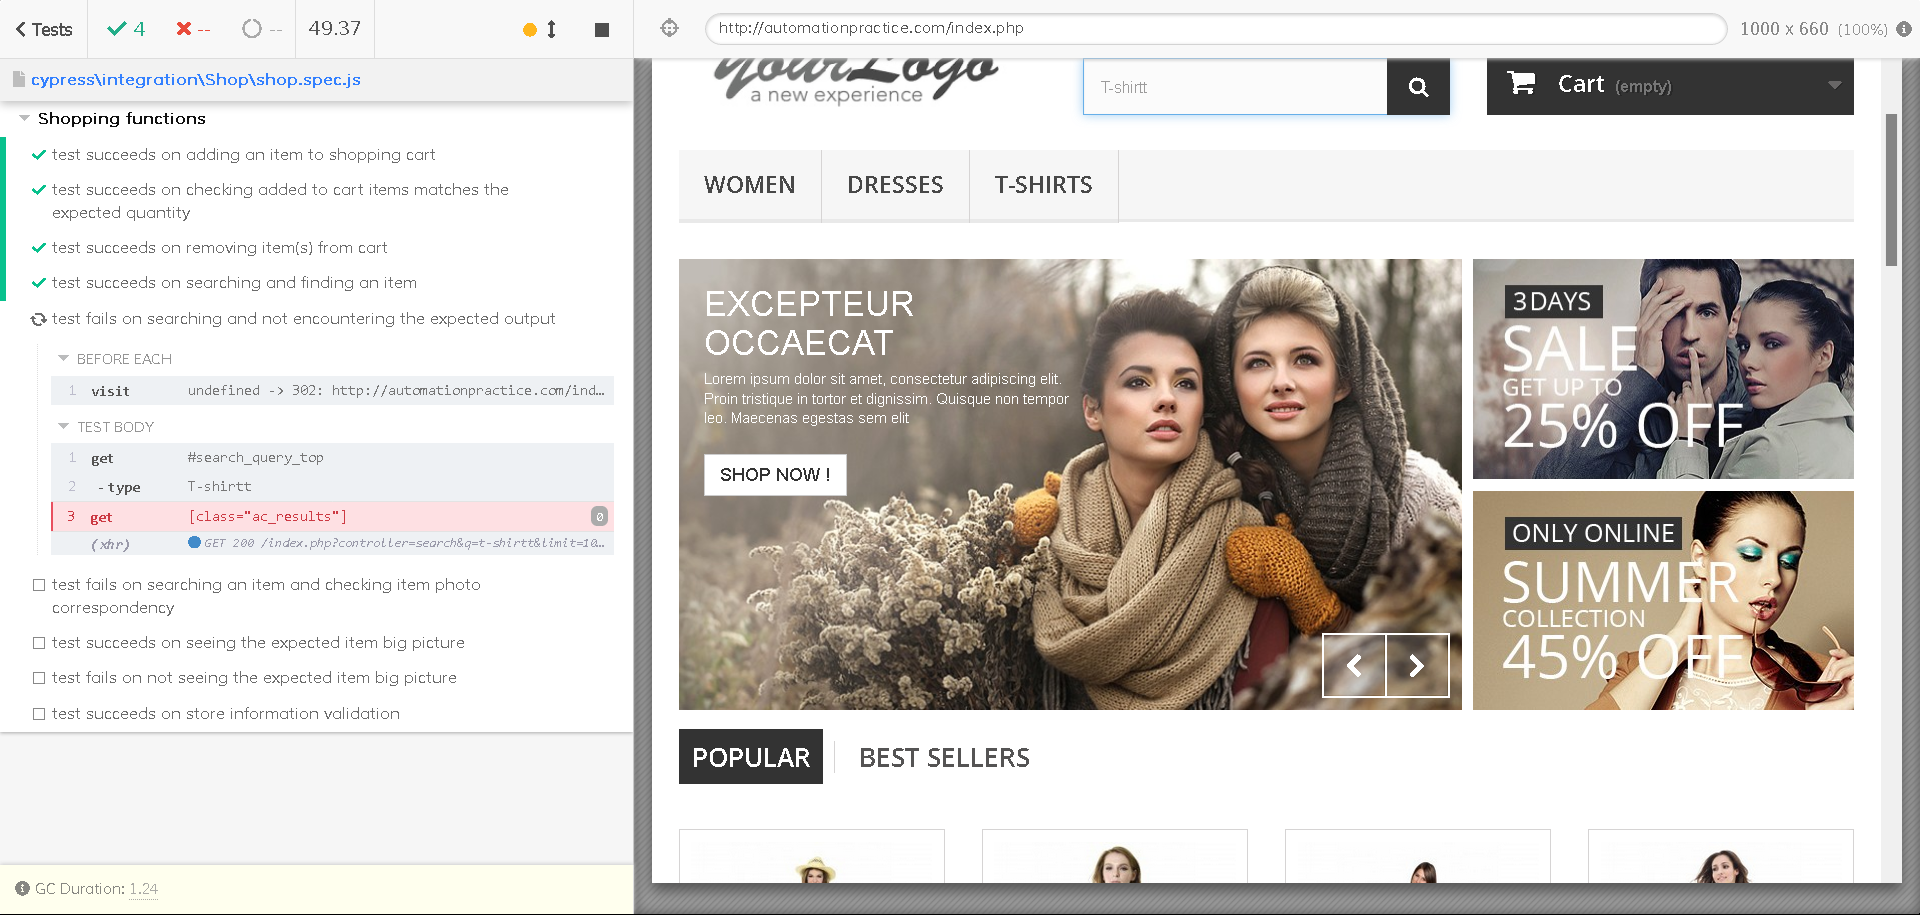 Tests
4
--
--
49.37
http://automationpractice.com/index.php
1000 x 660 (100%)
cypress\integration\Shop\shop.spec.js
Shopping functions
test succeeds on adding an item to shopping cart
test succeeds on checking added to cart items matches the
expected quantity
test succeeds on removing item(s) from cart
test succeeds on searching and finding an item
test fails on searching and not encountering the expected output
BEFORE EACH
1 visit undefined -> 302: http://automationpractice.com/ind…
TEST BODY
1 get #search_query_top
2 -type T-shirtt
3 get [class="ac_results"] 0
(xhr) GET 200 /index.php?controller=search&q=t-shirtt&limit=10…
test fails on searching an item and checking item photo
correspondency
test succeeds on seeing the expected item big picture
test fails on not seeing the expected item big picture
test succeeds on store information validation
GC Duration: 1.24
yourLogo
a new experience
T-shirtt
Cart (empty)
WOMEN
DRESSES
T-SHIRTS
EXCEPTEUR
OCCAECAT
Lorem ipsum dolor sit amet, consectetur adipiscing elit.
Proin tristique in tortor et dignissim. Quisque non tempor
leo. Maecenas egestas sem elit
SHOP NOW !
3 DAYS
SALE
GET UP TO
25% OFF
ONLY ONLINE
SUMMER
COLLECTION
45% OFF
POPULAR
BEST SELLERS